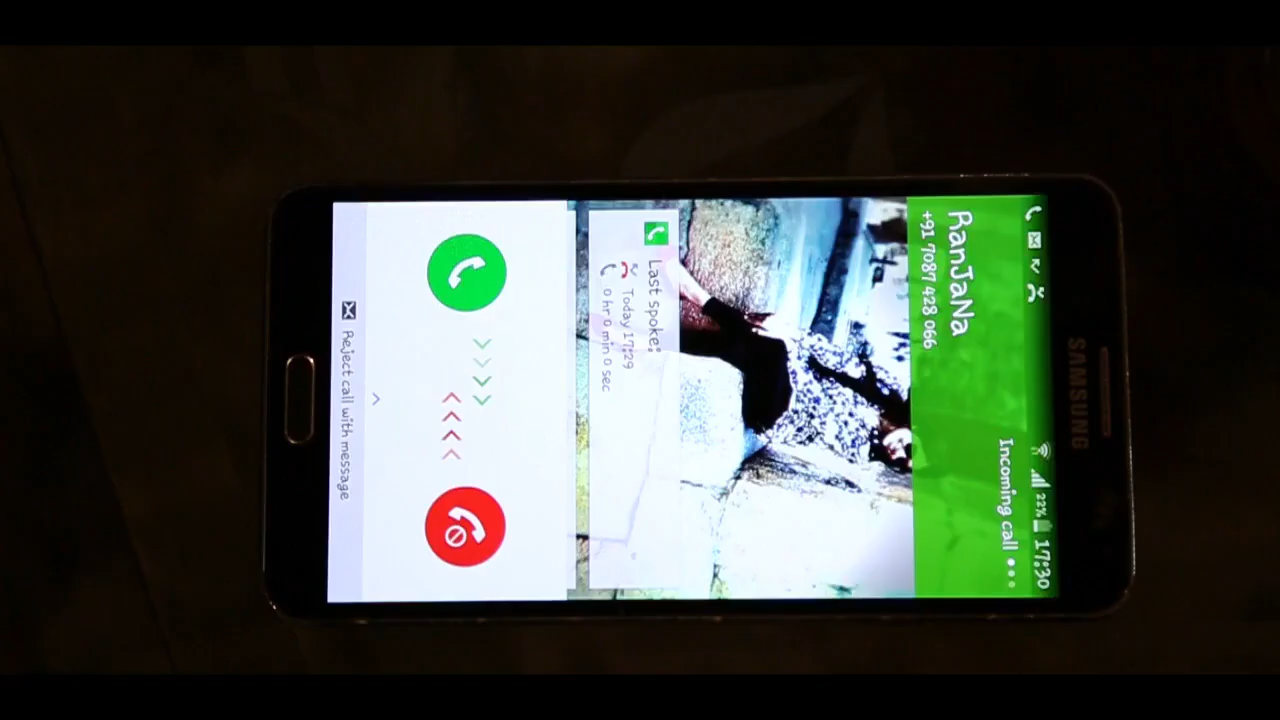 SAMSUNG
22% 17:30
Incoming call
RanJaNa
+91 7087 428 066
Last spoke:
Today 17:29
0 hr 0 min 0 sec
Reject call with message